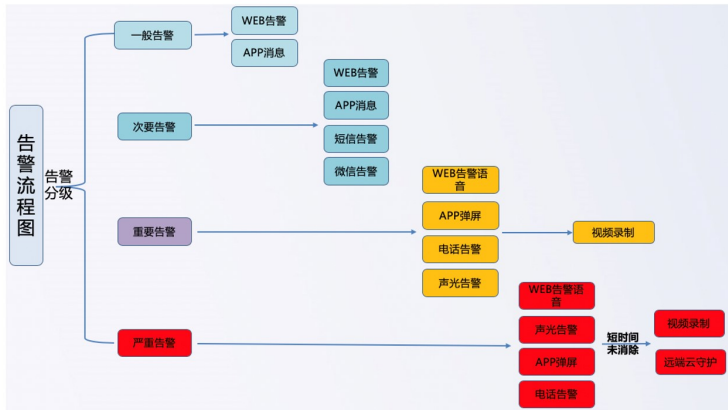 告警流程图
告警
分级
一般告警
WEB告警
APP消息
次要告警
WEB告警
APP消息
短信告警
微信告警
重要告警
WEB告警语
音
APP弹屏
电话告警
声光告警
视频录制
严重告警
WEB告警语
音
声光告警
APP弹屏
电话告警
短时间
未消除
视频录制
远端云守护